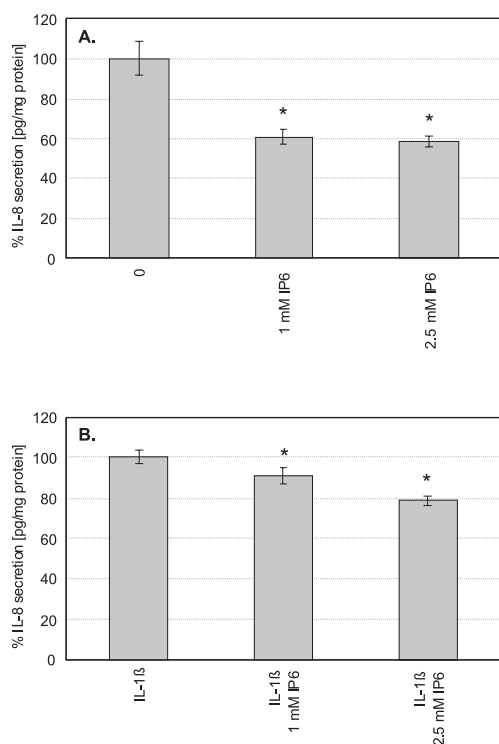 A.
% IL-8 secretion [pg/mg protein]
120
100
80
60
40
20
0
*
*
0
1 mM IP6
2.5 mM IP6
B.
% IL-8 secretion [pg/mg protein]
120
100
80
60
40
20
0
*
*
IL-1ß
IL-1ß
1 mM IP6
IL-1ß
2.5 mM IP6